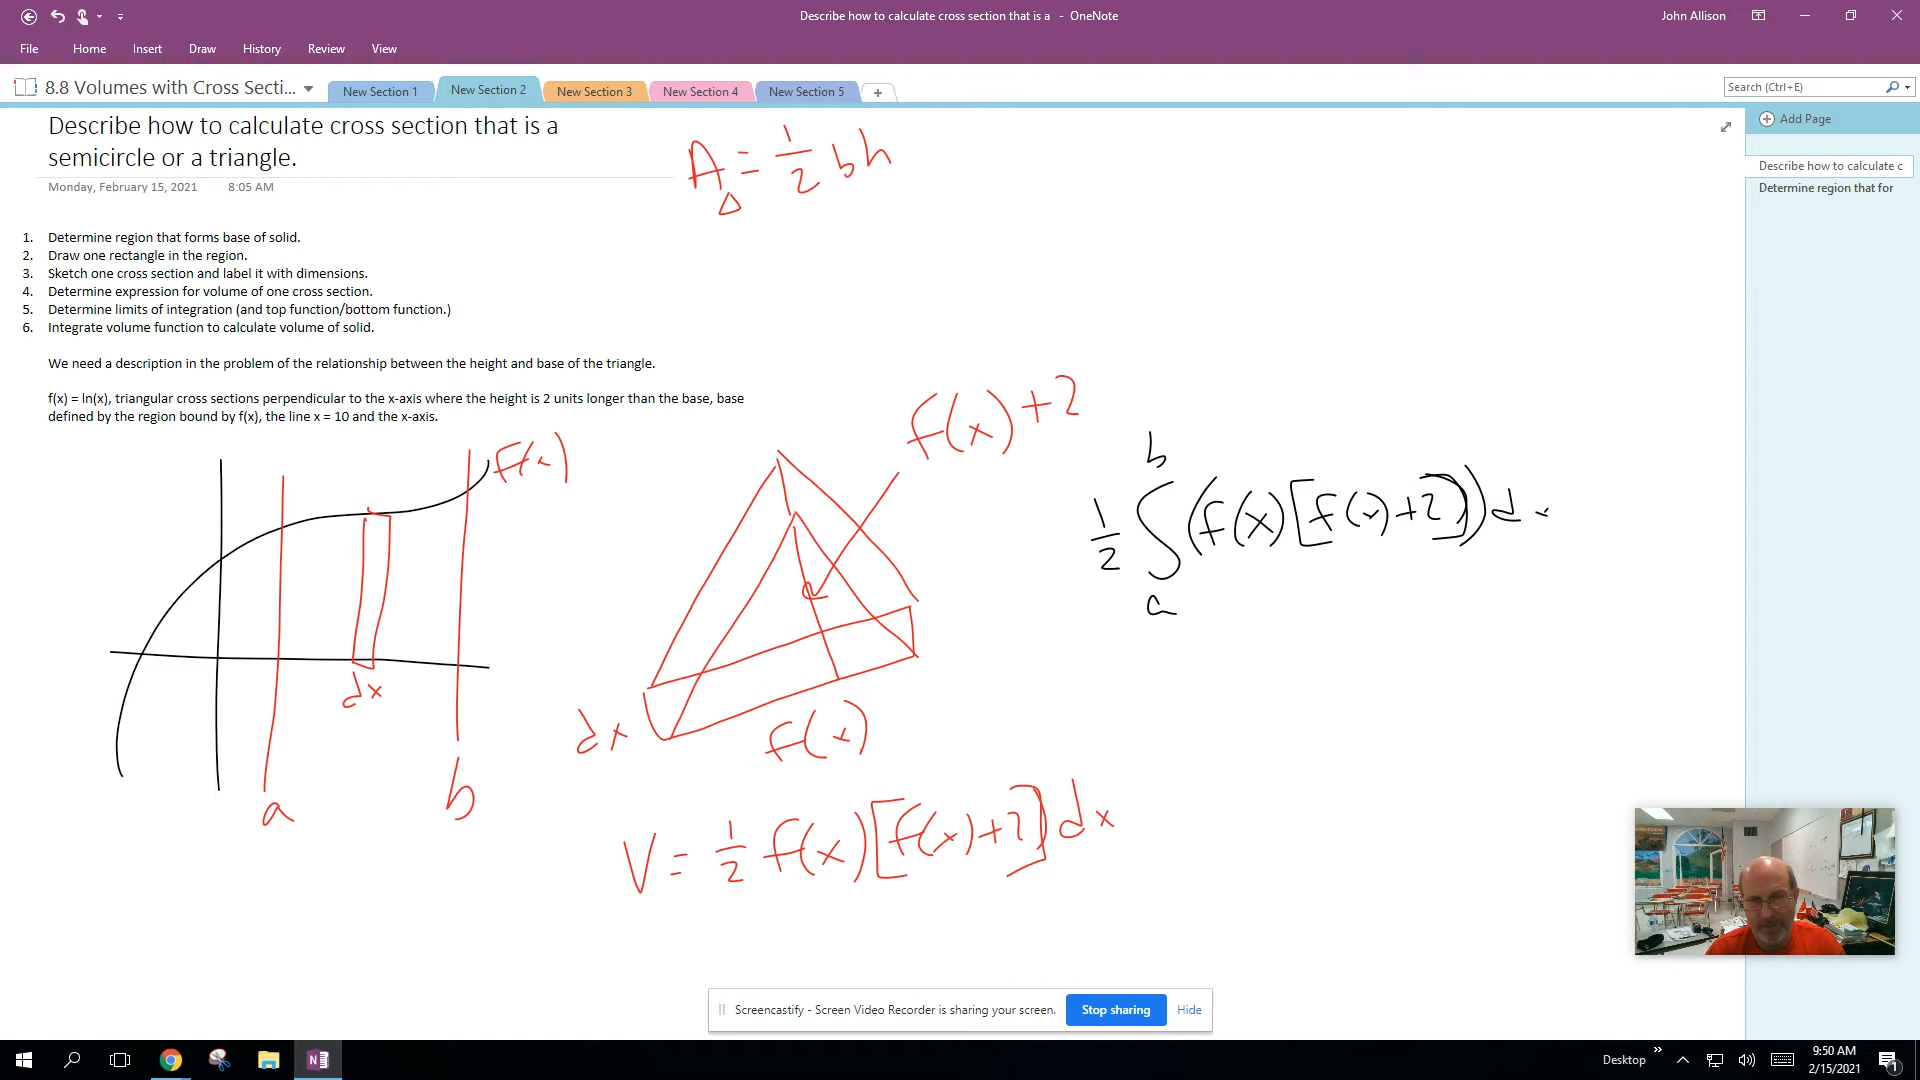 Describe how to calculate cross section that is a - OneNote
John Allison
File Home Insert Draw History Review View
8.8 Volumes with Cross Secti...
New Section 1 New Section 2 New Section 3 New Section 4 New Section 5
Search (Ctrl+E)
Add Page
Describe how to calculate c
Determine region that for
Describe how to calculate cross section that is a
semicircle or a triangle.
Monday, February 15, 2021 8:05 AM
A△ = 1/2 bh
1. Determine region that forms base of solid.
2. Draw one rectangle in the region.
3. Sketch one cross section and label it with dimensions.
4. Determine expression for volume of one cross section.
5. Determine limits of integration (and top function/bottom function.)
6. Integrate volume function to calculate volume of solid.
We need a description in the problem of the relationship between the height and base of the triangle.
f(x) = ln(x), triangular cross sections perpendicular to the x-axis where the height is 2 units longer than the base, base
defined by the region bound by f(x), the line x = 10 and the x-axis.
f(x)
dx
a
b
f(x)+2
dx
f(x)
1/2 ∫ₐᵇ (f(x)[f(x)+2])dx
V = 1/2 f(x)[f(x)+2]dx
Screencastify - Screen Video Recorder is sharing your screen.
Stop sharing
Hide
Desktop
9:50 AM
2/15/2021
1